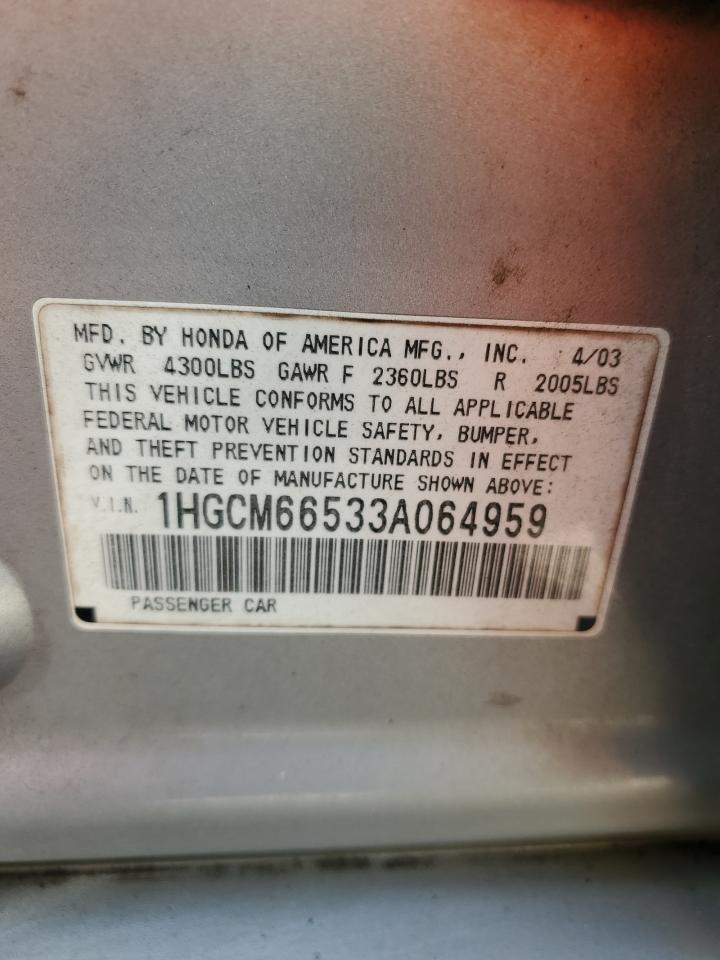 MFD. BY HONDA OF AMERICA MFG., INC. 4/03
GVWR 4300LBS GAWR F 2360LBS R 2005LBS
THIS VEHICLE CONFORMS TO ALL APPLICABLE
FEDERAL MOTOR VEHICLE SAFETY, BUMPER,
AND THEFT PREVENTION STANDARDS IN EFFECT
ON THE DATE OF MANUFACTURE SHOWN ABOVE:
V.I.N. 1HGCM66533A064959
PASSENGER CAR